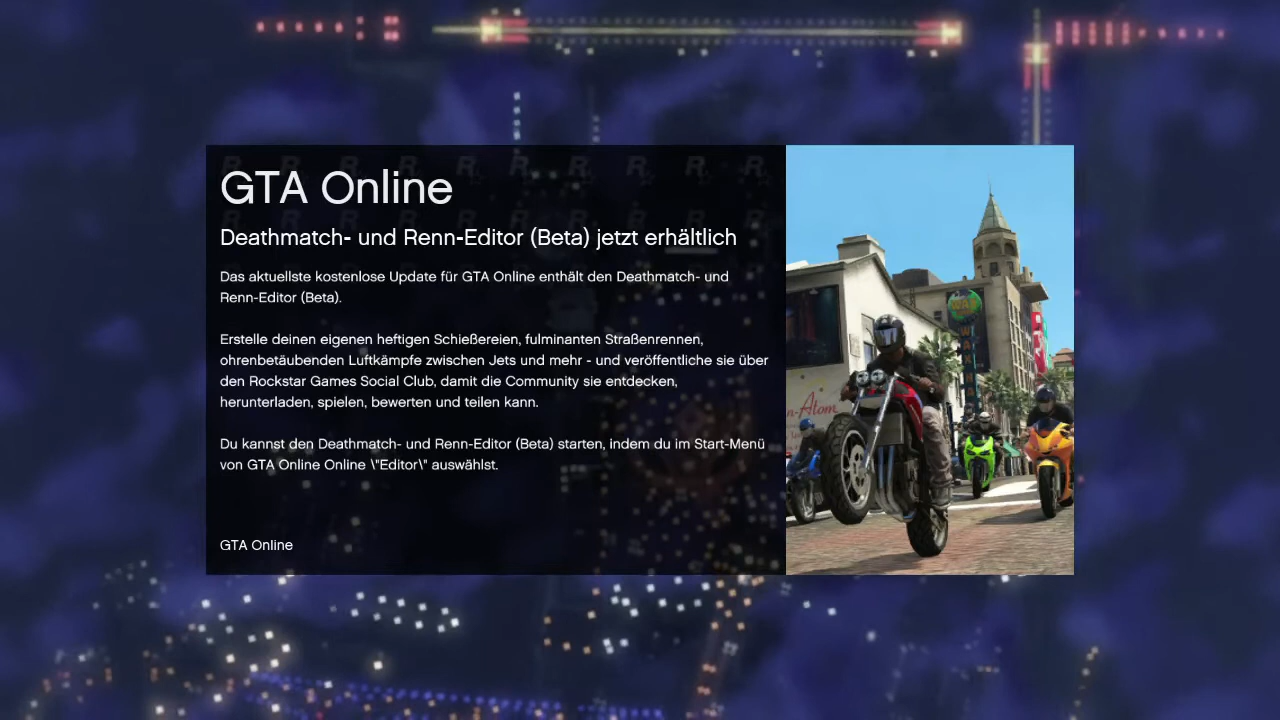 GTA Online
Deathmatch- und Renn-Editor (Beta) jetzt erhältlich
Das aktuellste kostenlose Update für GTA Online enthält den Deathmatch- und
Renn-Editor (Beta).
Erstelle deinen eigenen heftigen Schießereien, fulminanten Straßenrennen,
ohrenbetäubenden Luftkämpfe zwischen Jets und mehr - und veröffentliche sie über
den Rockstar Games Social Club, damit die Community sie entdecken,
herunterladen, spielen, bewerten und teilen kann.
Du kannst den Deathmatch- und Renn-Editor (Beta) starten, indem du im Start-Menü
von GTA Online Online \"Editor\" auswählst.
GTA Online